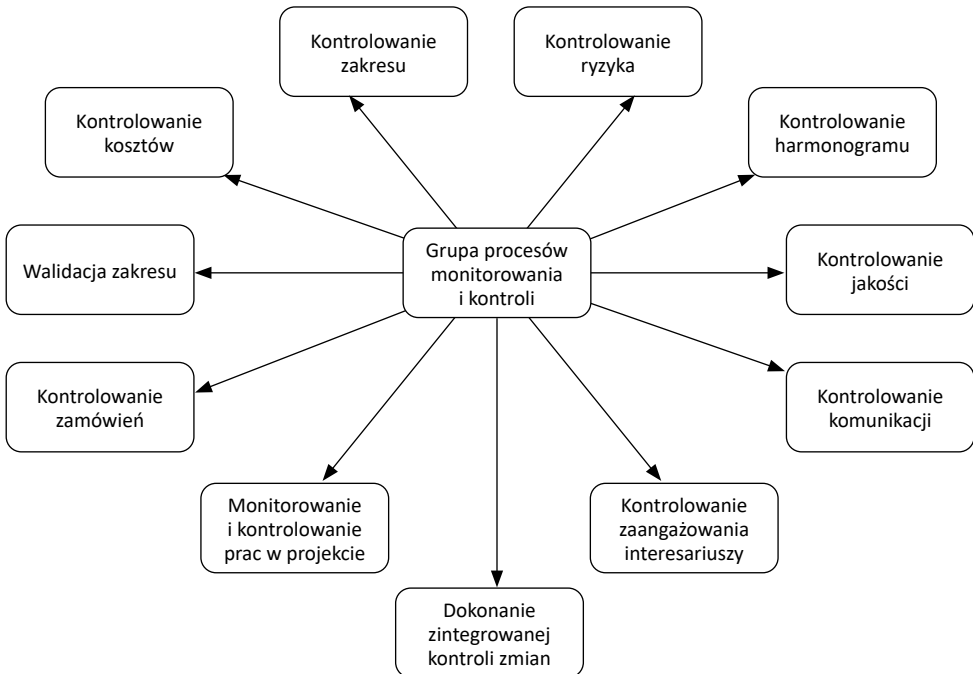 Kontrolowanie
zakresu
Kontrolowanie
ryzyka
Kontrolowanie
kosztów
Kontrolowanie
harmonogramu
Walidacja zakresu
Grupa procesów
monitorowania
i kontroli
Kontrolowanie
jakości
Kontrolowanie
zamówień
Kontrolowanie
komunikacji
Monitorowanie
i kontrolowanie
prac w projekcie
Kontrolowanie
zaangażowania
interesariuszy
Dokonanie
zintegrowanej
kontroli zmian